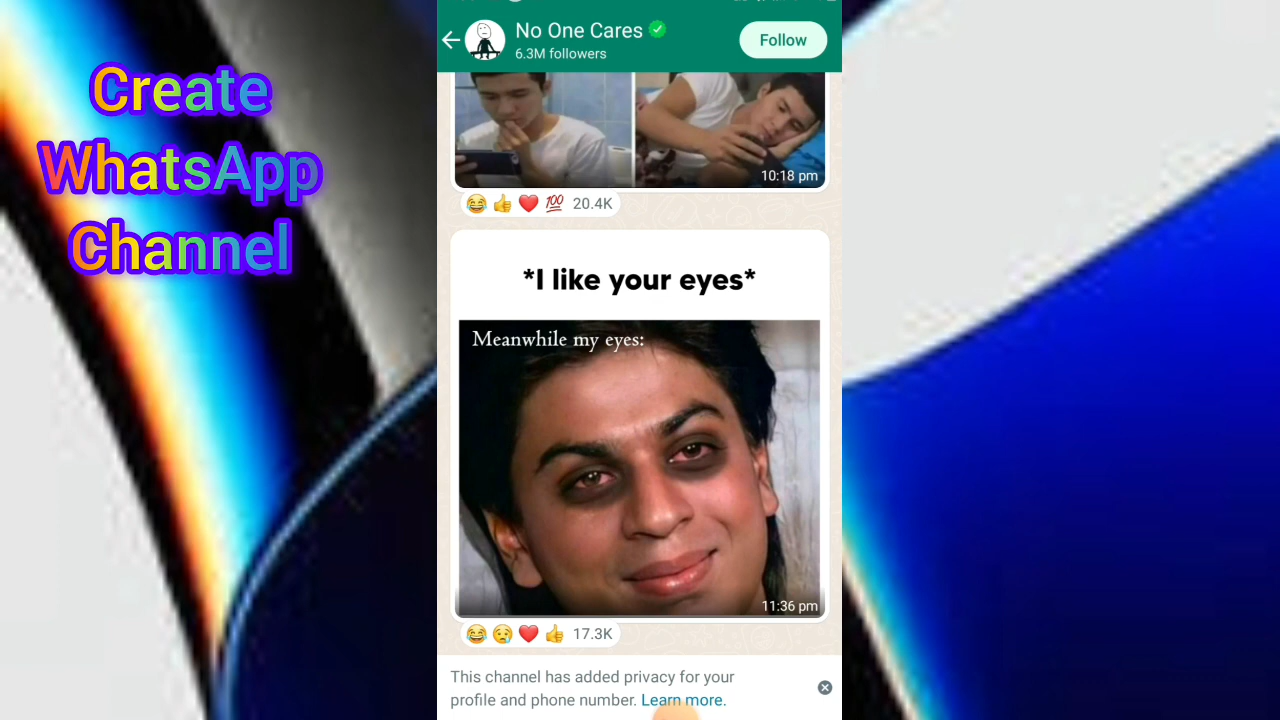 Create
WhatsApp
Channel
No One Cares
6.3M followers
Follow
10:18 pm
20.4K
*I like your eyes*
Meanwhile my eyes:
11:36 pm
17.3K
This channel has added privacy for your
profile and phone number. Learn more.